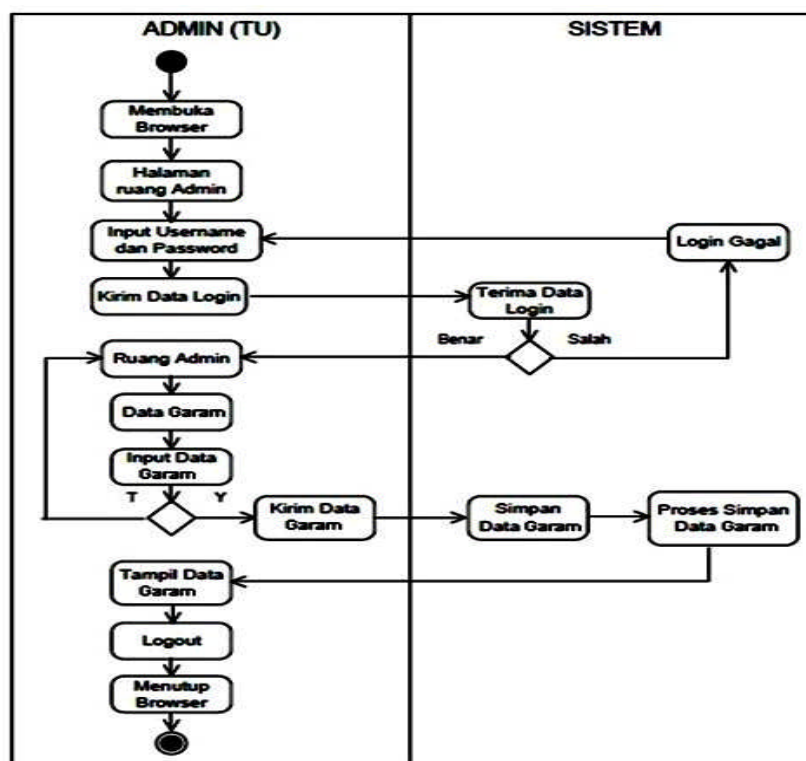 ADMIN (TU)
SISTEM
Membuka
Browser
Halaman
ruang Admin
Input Username
dan Password
Login Gagal
Kirim Data Login
Terima Data
Login
Benar
Salah
Ruang Admin
Data Garam
Input Data
Garam
T
Y
Kirim Data
Garam
Simpan
Data Garam
Proses Simpan
Data Garam
Tampil Data
Garam
Logout
Menutup
Browser